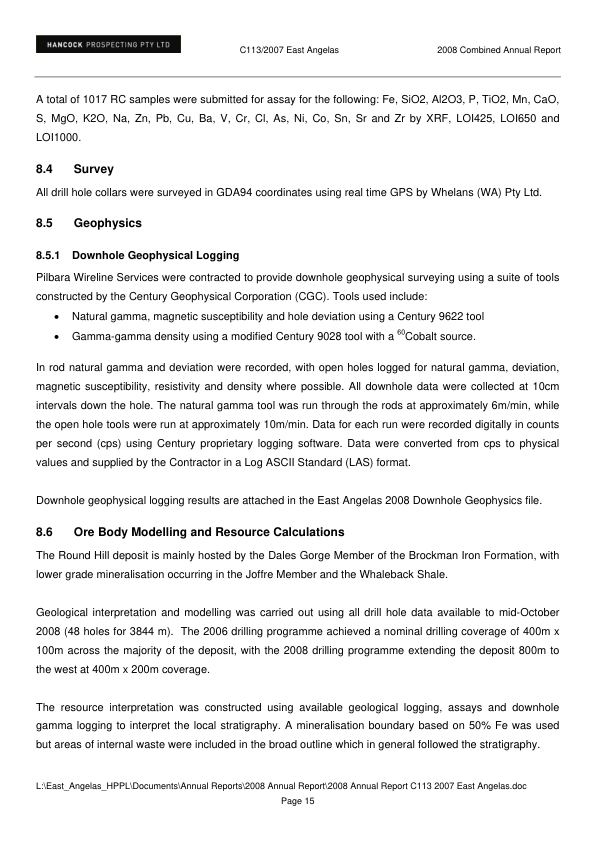 HANCOCK PROSPECTING PTY LTD
C113/2007 East Angelas
2008 Combined Annual Report
A total of 1017 RC samples were submitted for assay for the following: Fe, SiO2, Al2O3, P, TiO2, Mn, CaO,
S, MgO, K2O, Na, Zn, Pb, Cu, Ba, V, Cr, Cl, As, Ni, Co, Sn, Sr and Zr by XRF, LOI425, LOI650 and
LOI1000.
8.4 Survey
All drill hole collars were surveyed in GDA94 coordinates using real time GPS by Whelans (WA) Pty Ltd.
8.5 Geophysics
8.5.1 Downhole Geophysical Logging
Pilbara Wireline Services were contracted to provide downhole geophysical surveying using a suite of tools
constructed by the Century Geophysical Corporation (CGC). Tools used include:
• Natural gamma, magnetic susceptibility and hole deviation using a Century 9622 tool
• Gamma-gamma density using a modified Century 9028 tool with a ⁶⁰Cobalt source.
In rod natural gamma and deviation were recorded, with open holes logged for natural gamma, deviation,
magnetic susceptibility, resistivity and density where possible. All downhole data were collected at 10cm
intervals down the hole. The natural gamma tool was run through the rods at approximately 6m/min, while
the open hole tools were run at approximately 10m/min. Data for each run were recorded digitally in counts
per second (cps) using Century proprietary logging software. Data were converted from cps to physical
values and supplied by the Contractor in a Log ASCII Standard (LAS) format.
Downhole geophysical logging results are attached in the East Angelas 2008 Downhole Geophysics file.
8.6 Ore Body Modelling and Resource Calculations
The Round Hill deposit is mainly hosted by the Dales Gorge Member of the Brockman Iron Formation, with
lower grade mineralisation occurring in the Joffre Member and the Whaleback Shale.
Geological interpretation and modelling was carried out using all drill hole data available to mid-October
2008 (48 holes for 3844 m). The 2006 drilling programme achieved a nominal drilling coverage of 400m x
100m across the majority of the deposit, with the 2008 drilling programme extending the deposit 800m to
the west at 400m x 200m coverage.
The resource interpretation was constructed using available geological logging, assays and downhole
gamma logging to interpret the local stratigraphy. A mineralisation boundary based on 50% Fe was used
but areas of internal waste were included in the broad outline which in general followed the stratigraphy.
L:\East_Angelas_HPPL\Documents\Annual Reports\2008 Annual Report\2008 Annual Report C113 2007 East Angelas.doc
Page 15